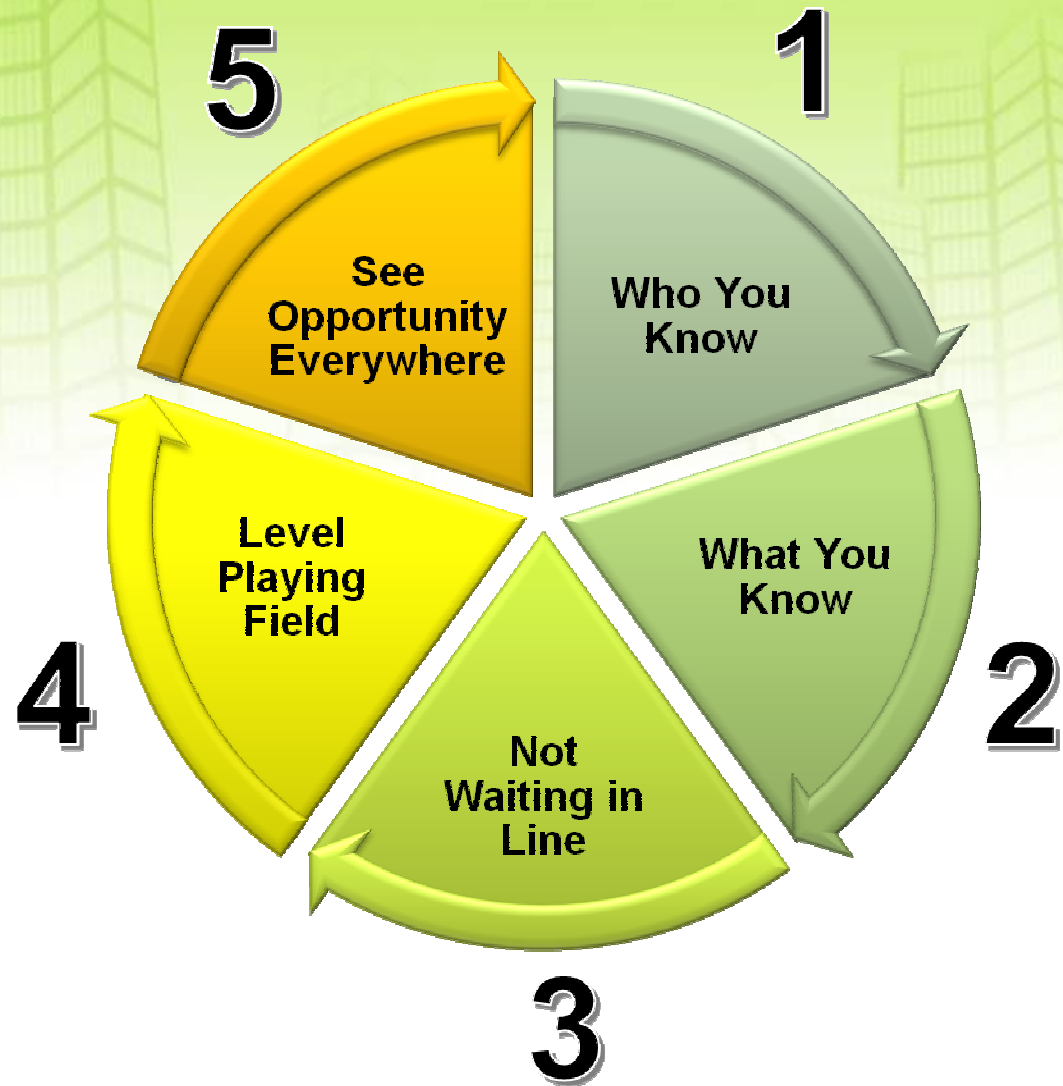 1
Who You
Know
2
What You
Know
3
Not
Waiting in
Line
4
Level
Playing
Field
5
See
Opportunity
Everywhere